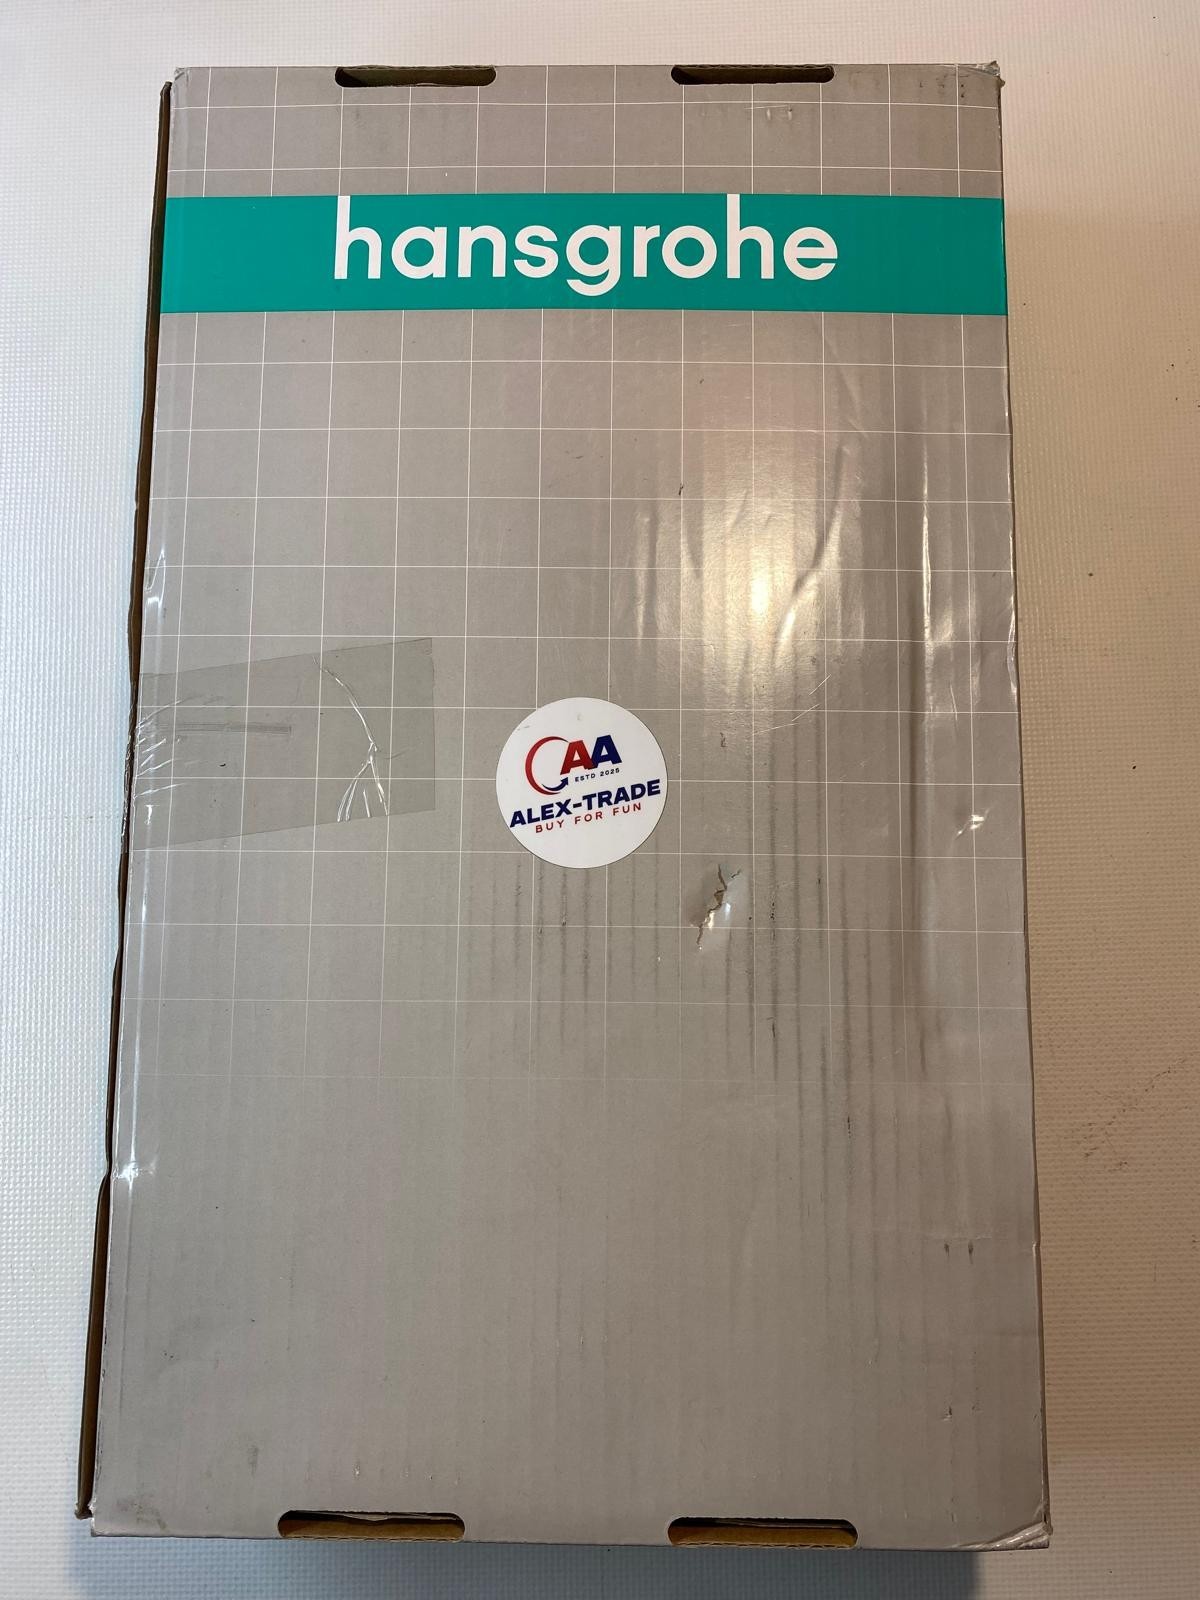 hansgrohe
AA
ESTD 2025
ALEX-TRADE
BUY FOR FUN